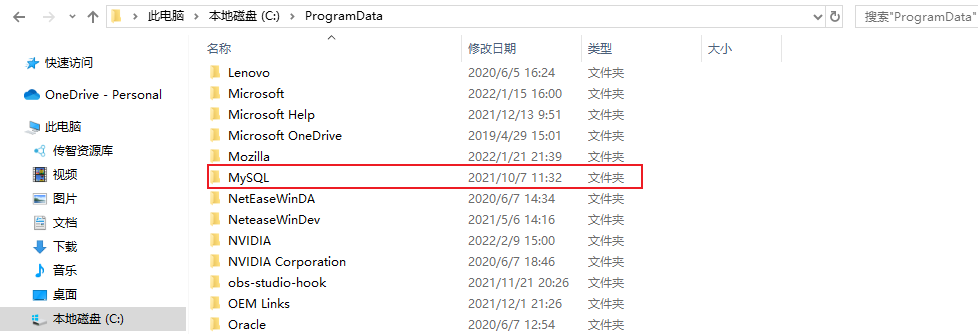 此电脑 > 本地磁盘 (C:) > ProgramData
搜索"ProgramData"
名称 修改日期 类型 大小
快速访问
OneDrive - Personal
此电脑
传智资源库
视频
图片
文档
下载
音乐
桌面
本地磁盘 (C:)
Lenovo 2020/6/5 16:24 文件夹
Microsoft 2022/1/15 16:00 文件夹
Microsoft Help 2021/12/13 9:51 文件夹
Microsoft OneDrive 2019/4/29 15:01 文件夹
Mozilla 2022/1/21 21:39 文件夹
MySQL 2021/10/7 11:32 文件夹
NetEaseWinDA 2020/6/7 14:34 文件夹
NeteaseWinDev 2021/5/6 14:16 文件夹
NVIDIA 2022/2/9 15:00 文件夹
NVIDIA Corporation 2020/6/7 18:46 文件夹
obs-studio-hook 2021/11/21 20:26 文件夹
OEM Links 2021/12/1 21:26 文件夹
Oracle 2020/6/7 12:54 文件夹